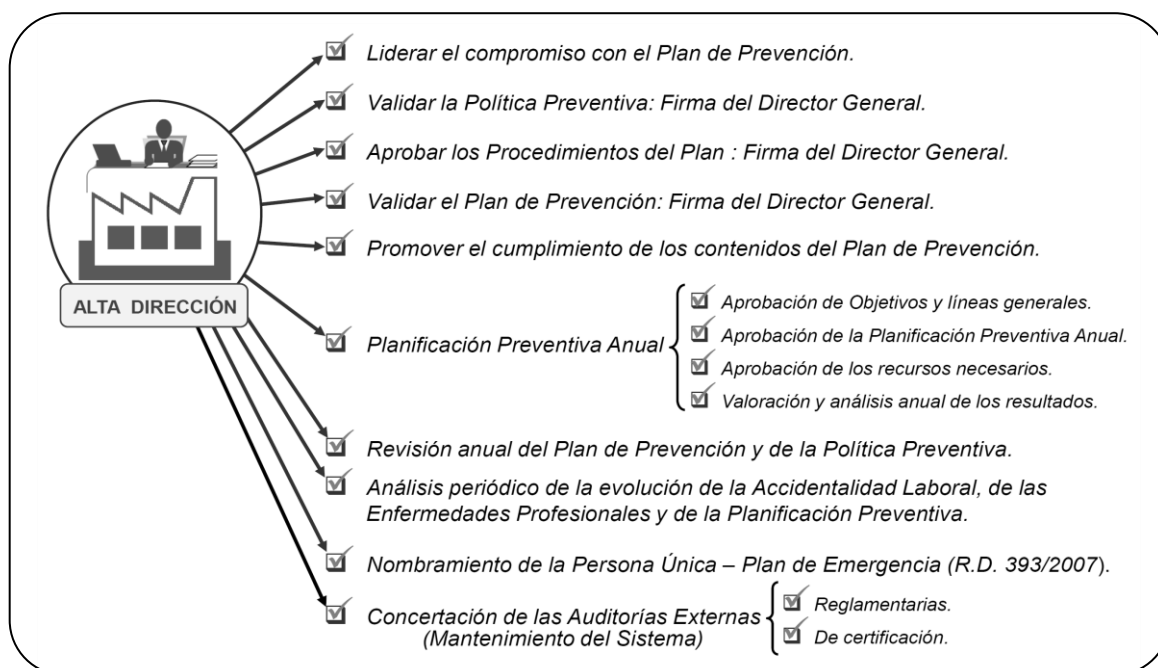 Liderar el compromiso con el Plan de Prevención.
Validar la Política Preventiva: Firma del Director General.
Aprobar los Procedimientos del Plan : Firma del Director General.
Validar el Plan de Prevención: Firma del Director General.
Promover el cumplimiento de los contenidos del Plan de Prevención.
ALTA DIRECCIÓN
Planificación Preventiva Anual
Aprobación de Objetivos y líneas generales.
Aprobación de la Planificación Preventiva Anual.
Aprobación de los recursos necesarios.
Valoración y análisis anual de los resultados.
Revisión anual del Plan de Prevención y de la Política Preventiva.
Análisis periódico de la evolución de la Accidentalidad Laboral, de las
Enfermedades Profesionales y de la Planificación Preventiva.
Nombramiento de la Persona Única – Plan de Emergencia (R.D. 393/2007).
Concertación de las Auditorías Externas
(Mantenimiento del Sistema)
Reglamentarias.
De certificación.